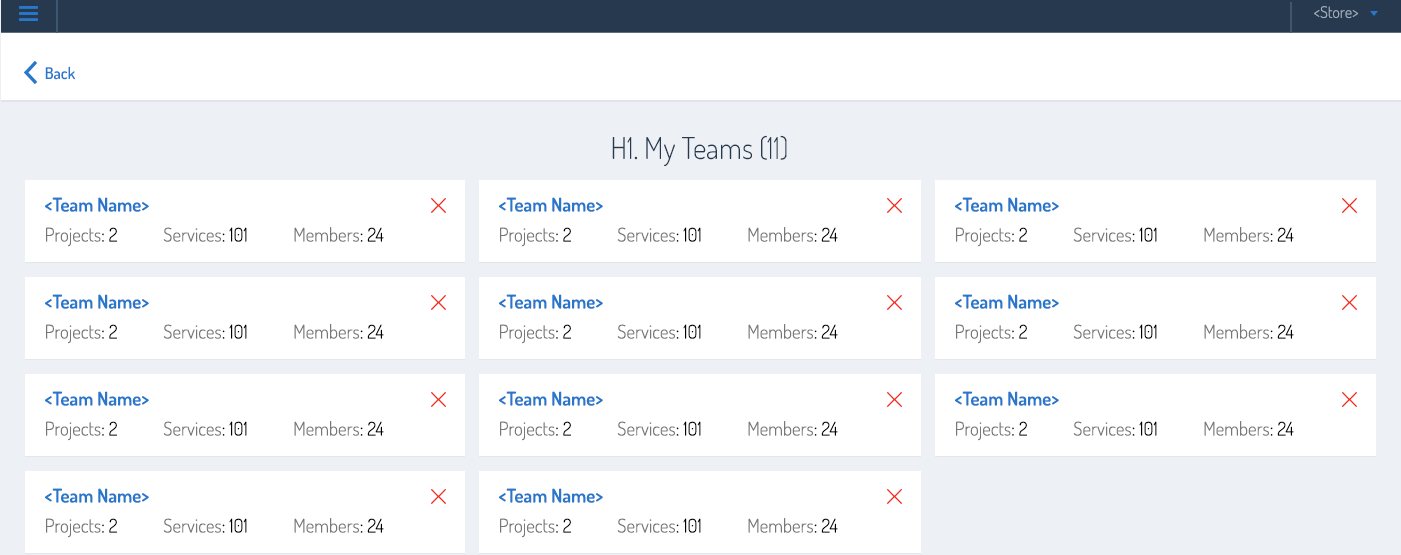 <Store>
Back
H1. My Teams (11)
<Team Name> <Team Name> <Team Name>
Projects: 2 Services: 101 Members: 24 Projects: 2 Services: 101 Members: 24 Projects: 2 Services: 101 Members: 24
<Team Name> <Team Name> <Team Name>
Projects: 2 Services: 101 Members: 24 Projects: 2 Services: 101 Members: 24 Projects: 2 Services: 101 Members: 24
<Team Name> <Team Name> <Team Name>
Projects: 2 Services: 101 Members: 24 Projects: 2 Services: 101 Members: 24 Projects: 2 Services: 101 Members: 24
<Team Name> <Team Name>
Projects: 2 Services: 101 Members: 24 Projects: 2 Services: 101 Members: 24